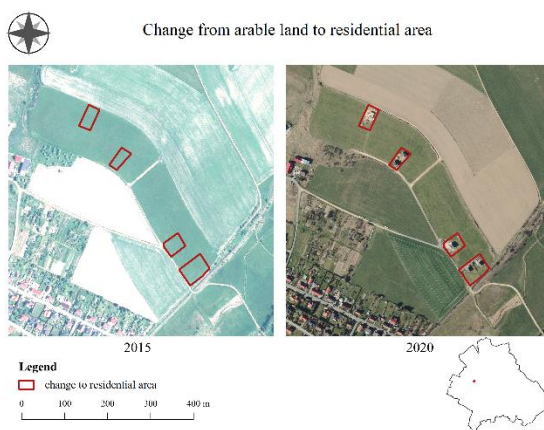 Change from arable land to residential area
2015
2020
Legend
change to residential area
0 100 200 300 400 m